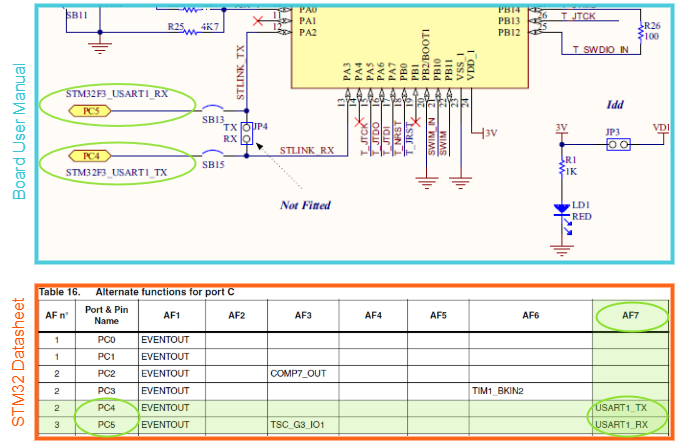 Board User Manual
SB11
R25
4K7
PA0
PA1
PA2
1
12
STLINK_TX
STM32F3_USART1_RX
PC5
SB13
TX
RX
JP4
PC4
SB15
STM32F3_USART1_TX
STLINK_RX
Not Fitted
PA3
PA4
PA5
PA6
PA7
PB0
PB1
PB2/BOOT1
PB10
PB11
VSS_1
VDD_1
13
14
15
16
17
18
19
20
21
22
23
24
T_JTCK
T_JTDO
T_JTDI
T_NRST
T_JRST
SWIM_IN
SWIM
3V
PB14
PB13
PB12
26
25
T_JTCK
T_SWDIO_IN
R26
100
Idd
3V
JP3
VD
R1
1K
LD1
RED
STM32 Datasheet
Table 16. Alternate functions for port C
AF n° Port & Pin Name AF1 AF2 AF3 AF4 AF5 AF6 AF7
1 PC0 EVENTOUT
1 PC1 EVENTOUT
2 PC2 EVENTOUT COMP7_OUT
2 PC3 EVENTOUT TIM1_BKIN2
2 PC4 EVENTOUT USART1_TX
3 PC5 EVENTOUT TSC_G3_IO1 USART1_RX